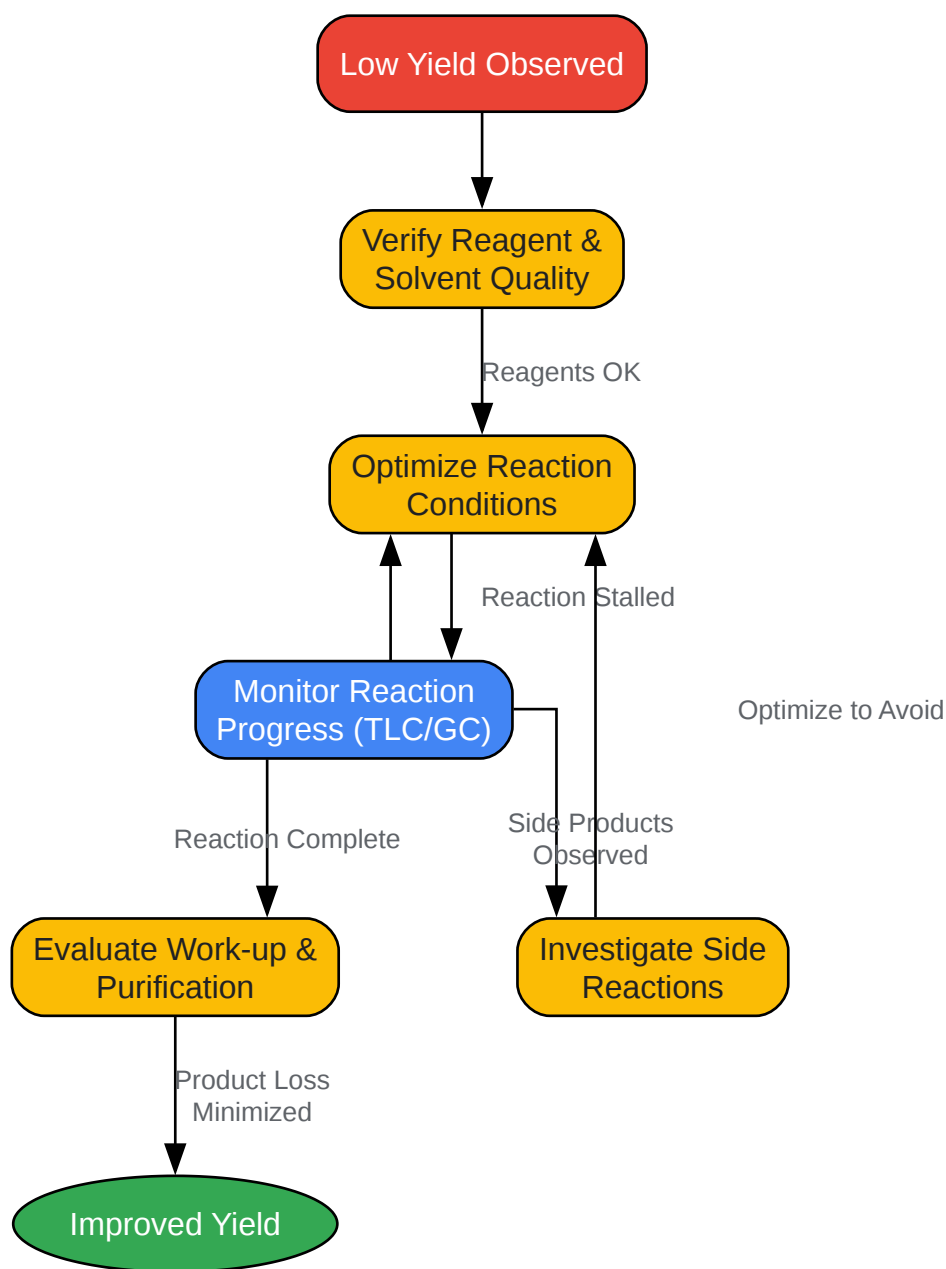 Low Yield Observed
Verify Reagent &
Solvent Quality
Reagents OK
Optimize Reaction
Conditions
Reaction Stalled
Monitor Reaction
Progress (TLC/GC)
Optimize to Avoid
Reaction Complete
Side Products
Observed
Evaluate Work-up &
Purification
Investigate Side
Reactions
Product Loss
Minimized
Improved Yield